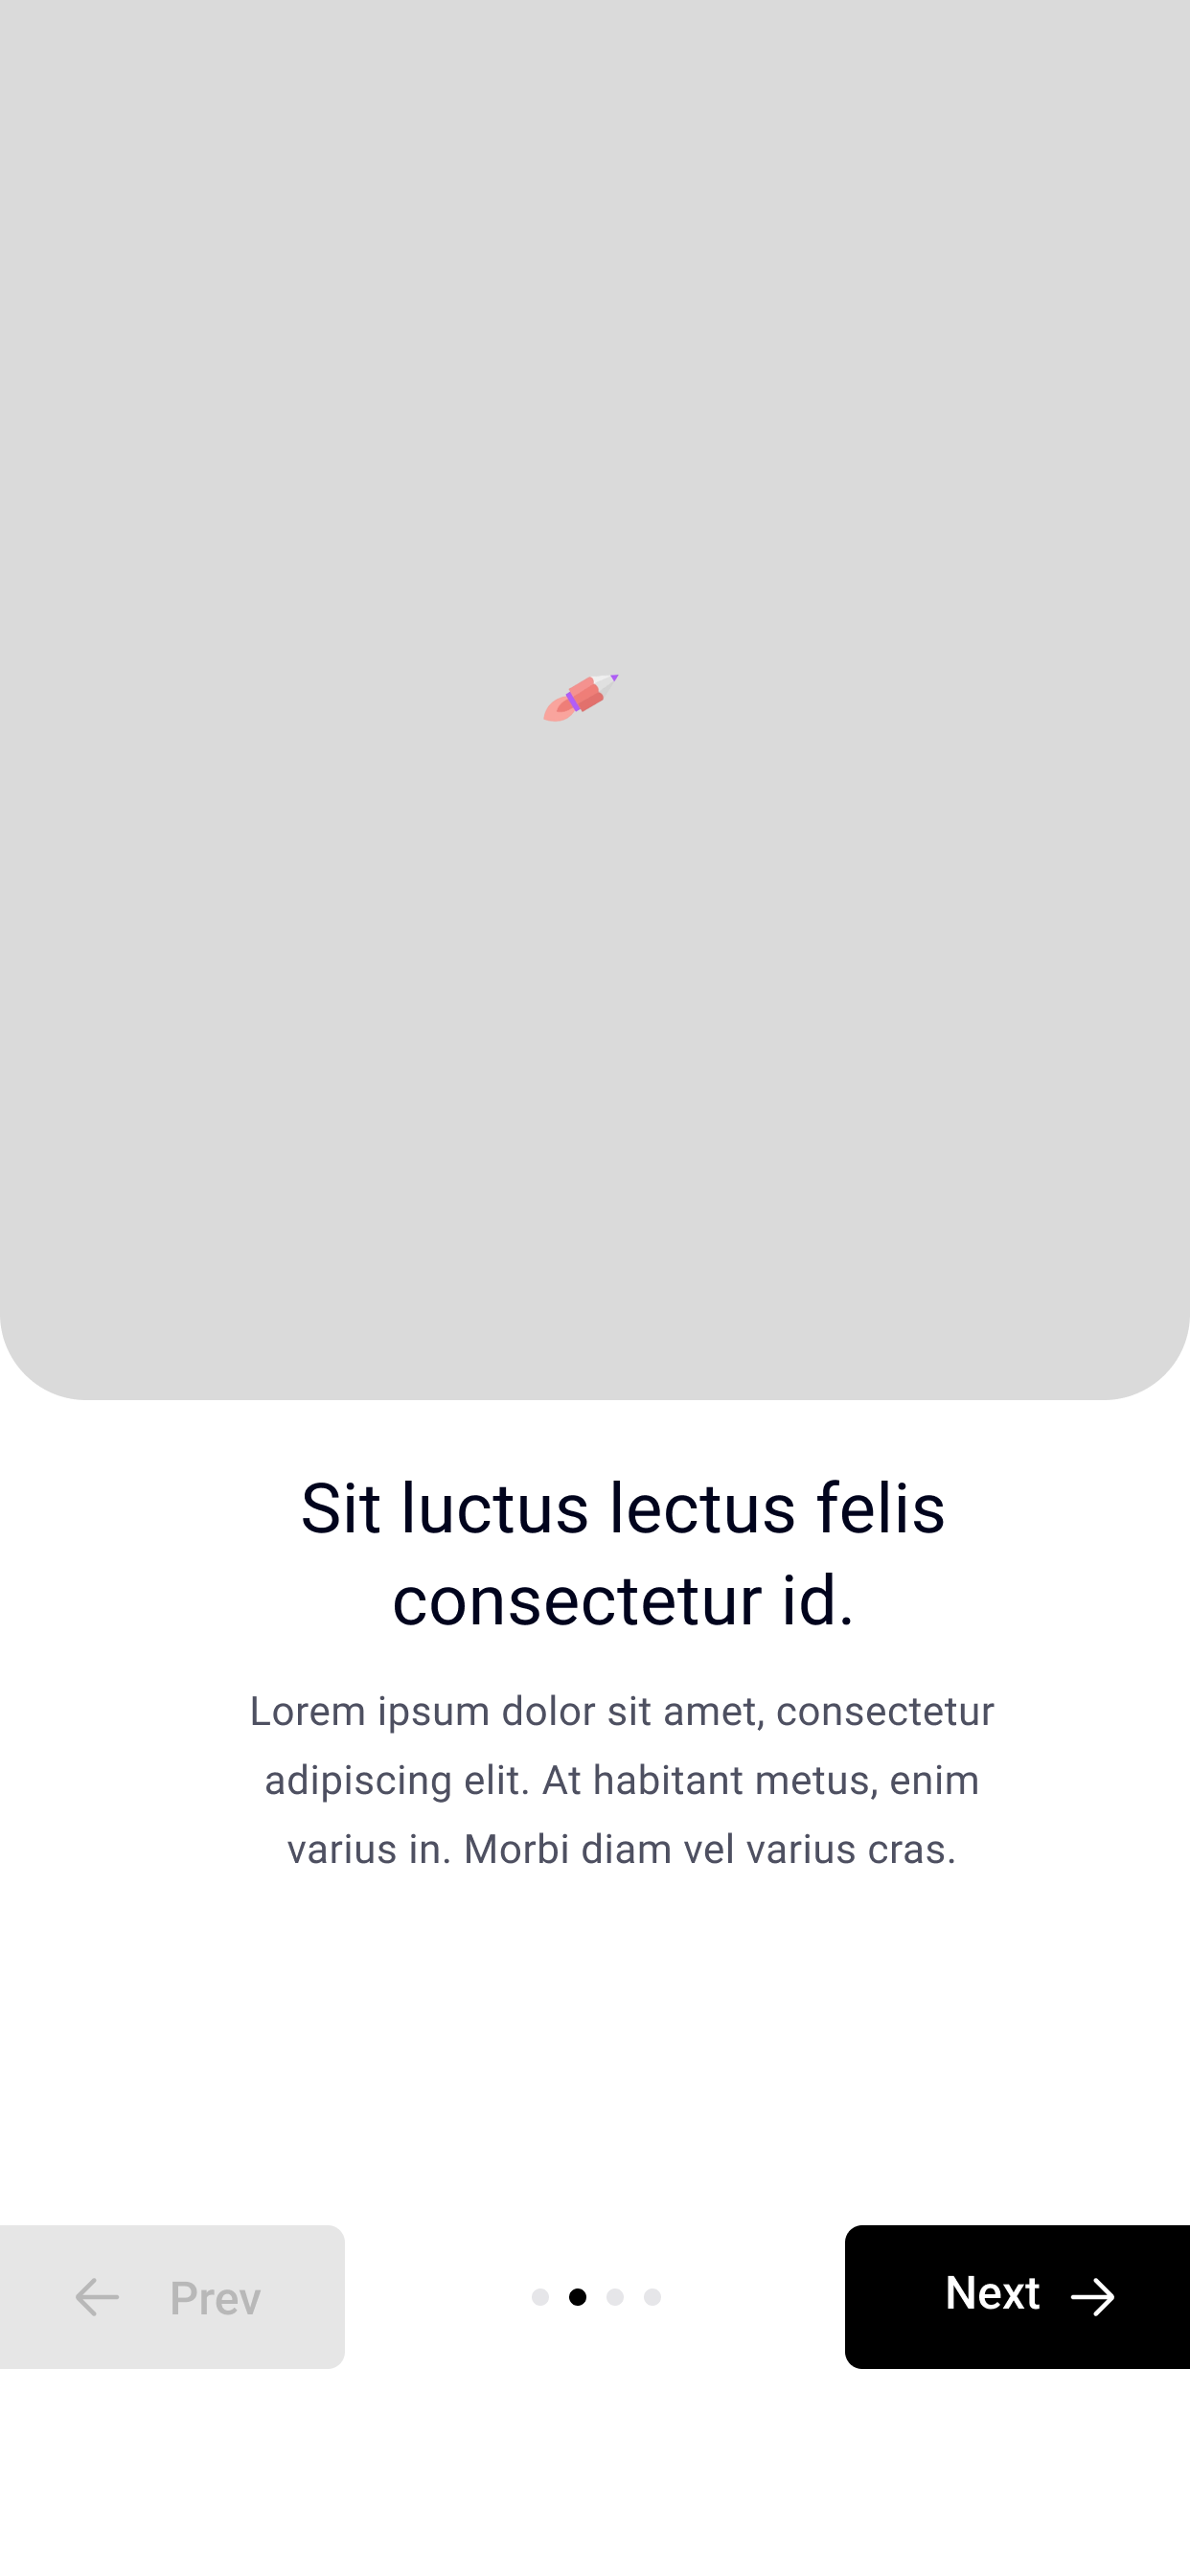 Sit luctus lectus felis
consectetur id.
Lorem ipsum dolor sit amet, consectetur
adipiscing elit. At habitant metus, enim
varius in. Morbi diam vel varius cras.
Prev
Next